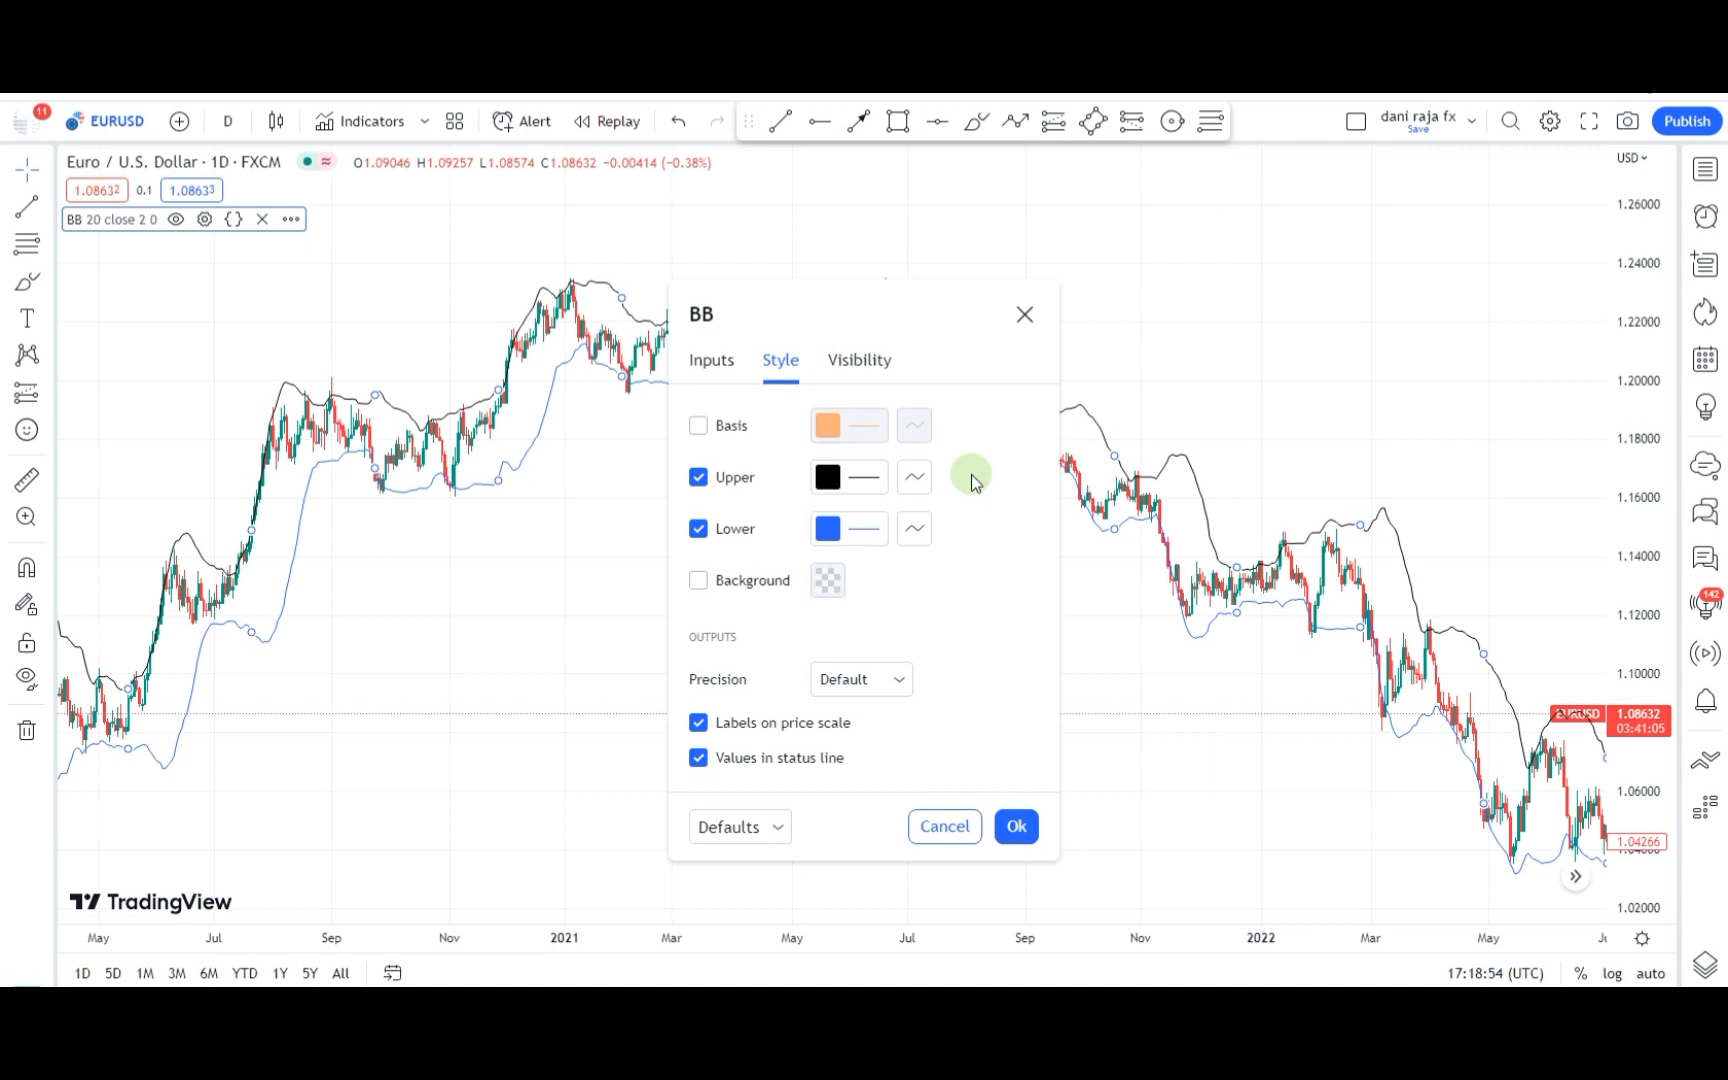 11
EURUSD
D
Indicators
Alert
Replay
dani raja fx
Save
Publish
Euro / U.S. Dollar · 1D · FXCM
O1.09046 H1.09257 L1.08574 C1.08632 −0.00414 (−0.38%)
USD
1.08632 0.1 1.08633
BB 20 close 2 0
1.26000
1.24000
1.22000
1.20000
1.18000
1.16000
1.14000
1.12000
1.10000
EURUSD 1.08632
03:41:05
1.06000
1.04266
1.02000
BB
Inputs Style Visibility
Basis
Upper
Lower
Background
OUTPUTS
Precision Default
Labels on price scale
Values in status line
Defaults Cancel Ok
142
TradingView
May Jul Sep Nov 2021 Mar May Jul Sep Nov 2022 Mar May
1D 5D 1M 3M 6M YTD 1Y 5Y All
17:18:54 (UTC) % log auto